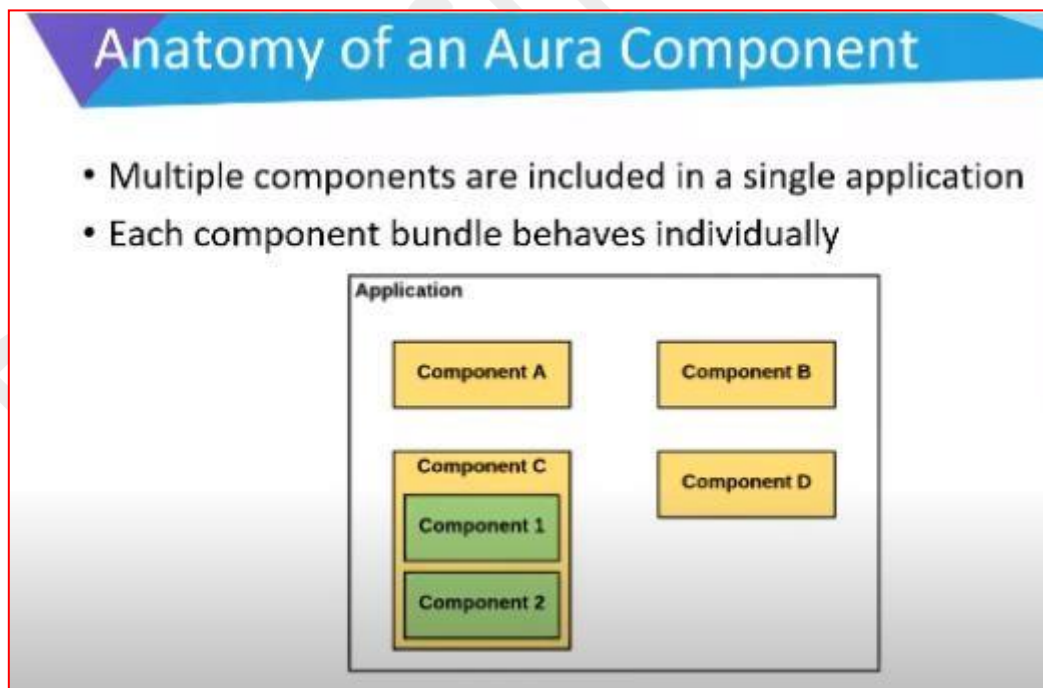 Anatomy of an Aura Component
• Multiple components are included in a single application
• Each component bundle behaves individually
Application
Component A
Component B
Component C
Component D
Component 1
Component 2